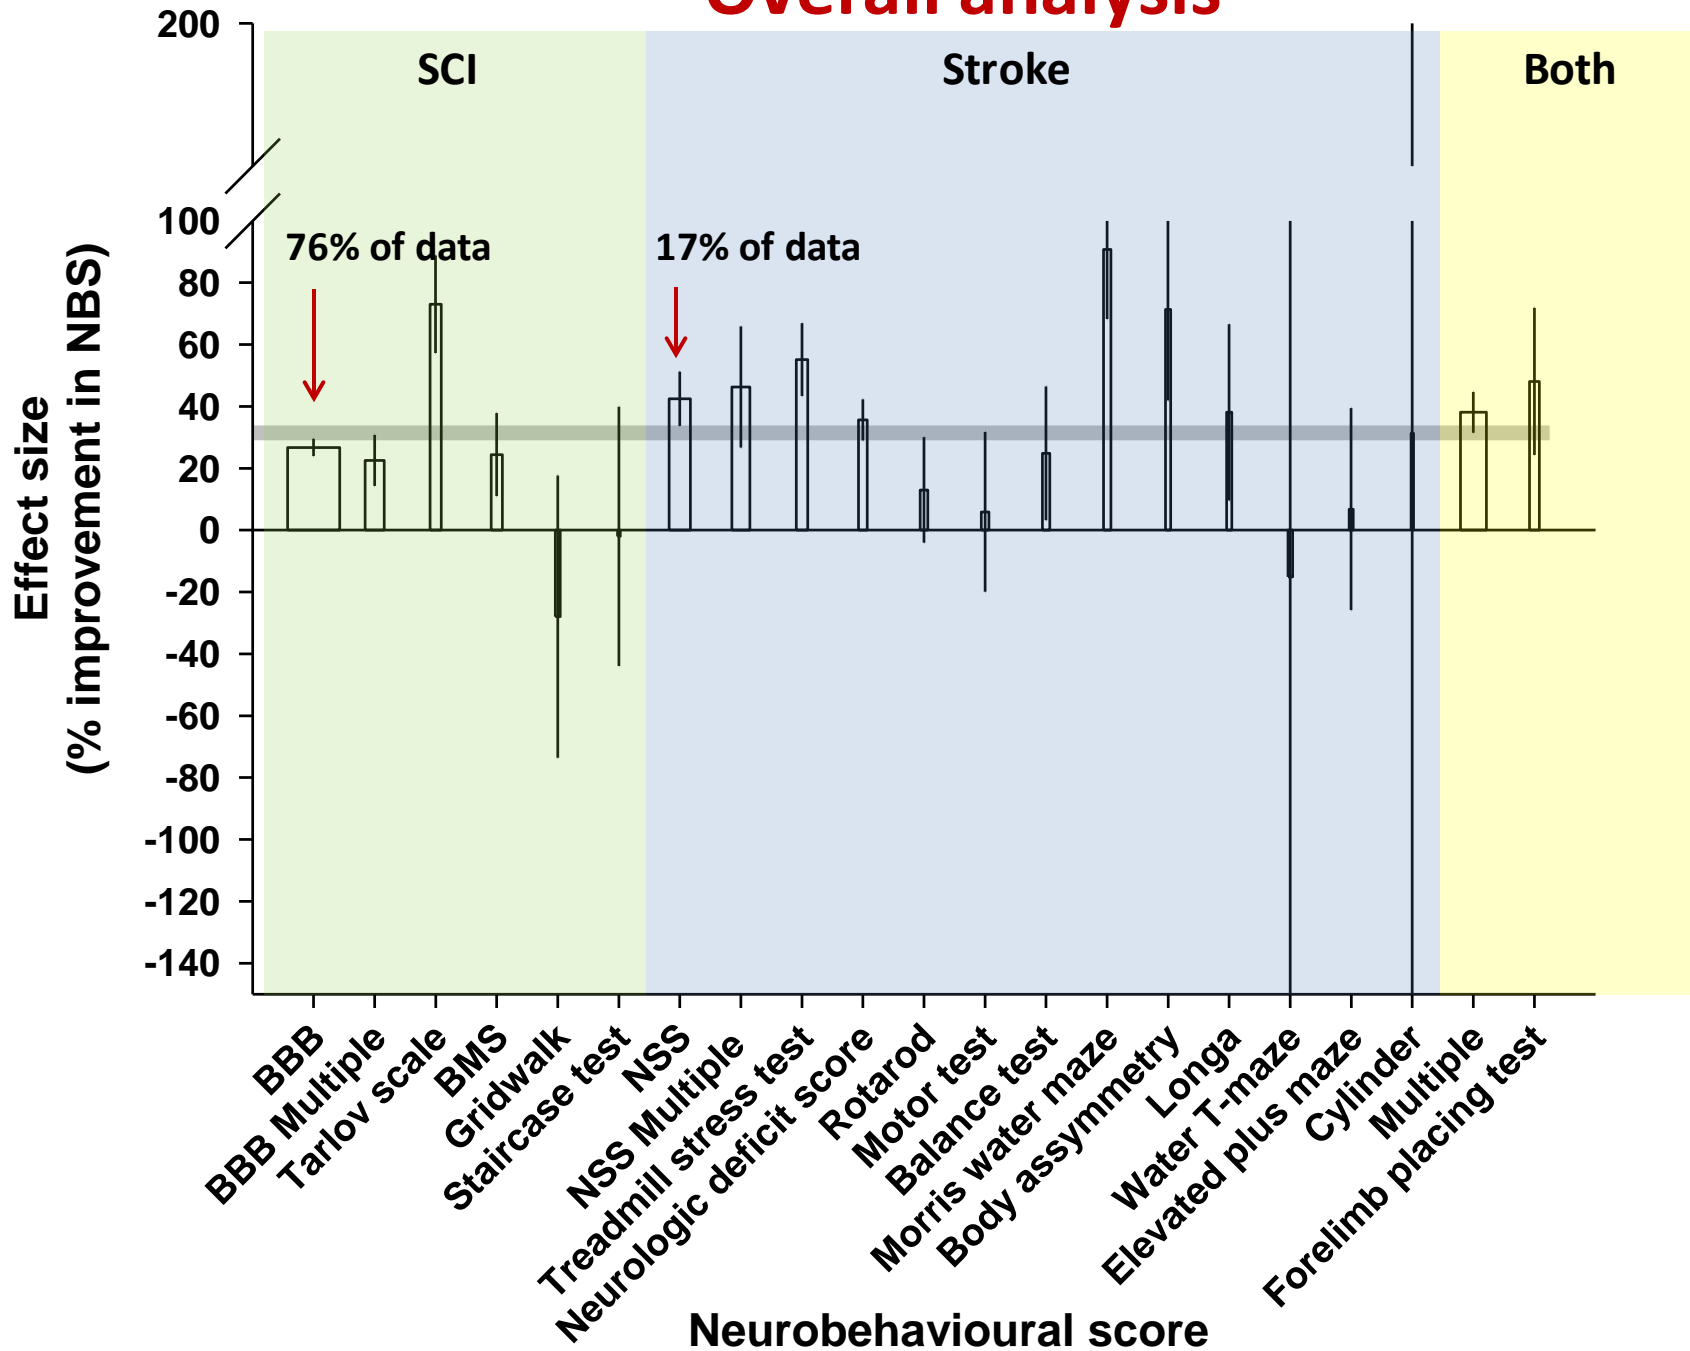 Overall analysis
200
SCI
Stroke
Both
100
76% of data
17% of data
80
60
40
20
0
-20
-40
-60
-80
-100
-120
-140
Effect size
(% improvement in NBS)
BBB
BBB Multiple
Tarlov scale
BMS
Gridwalk
Staircase test
NSS
NSS Multiple
Treadmill stress test
Neurologic deficit score
Rotarod
Motor test
Balance test
Morris water maze
Body assymmetry
Longa
Water T-maze
Elevated plus maze
Cylinder
Multiple
Forelimb placing test
Neurobehavioural score